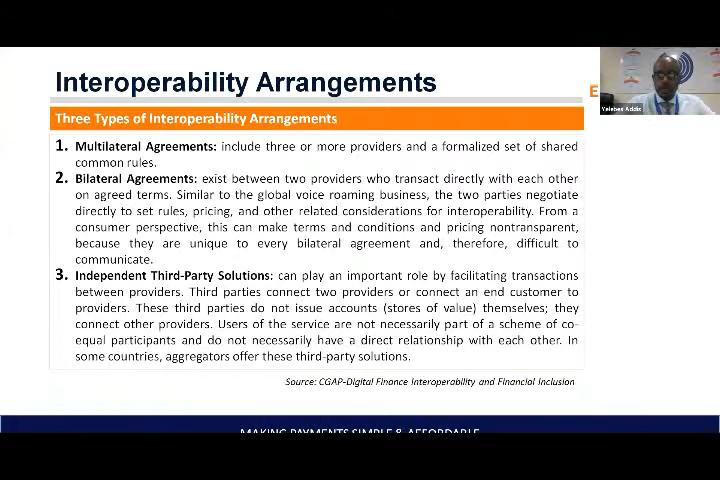 Interoperability Arrangements
E
Yelebes Addis
Three Types of Interoperability Arrangements
1. Multilateral Agreements: include three or more providers and a formalized set of shared
common rules.
2. Bilateral Agreements: exist between two providers who transact directly with each other
on agreed terms. Similar to the global voice roaming business, the two parties negotiate
directly to set rules, pricing, and other related considerations for interoperability. From a
consumer perspective, this can make terms and conditions and pricing nontransparent,
because they are unique to every bilateral agreement and, therefore, difficult to
communicate.
3. Independent Third-Party Solutions: can play an important role by facilitating transactions
between providers. Third parties connect two providers or connect an end customer to
providers. These third parties do not issue accounts (stores of value) themselves; they
connect other providers. Users of the service are not necessarily part of a scheme of co-
equal participants and do not necessarily have a direct relationship with each other. In
some countries, aggregators offer these third-party solutions.
Source: CGAP-Digital Finance Interoperability and Financial Inclusion
MAKING PAYMENTS SIMPLE & AFFORDABLE